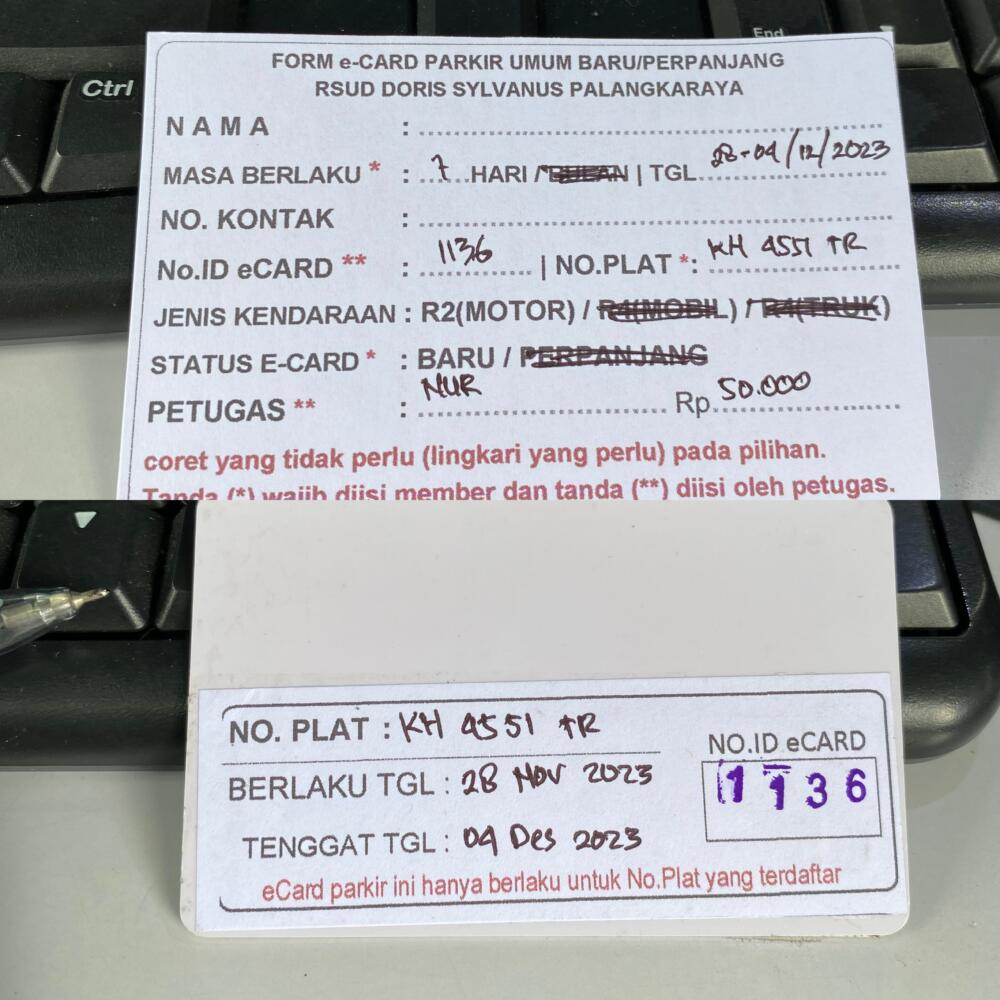 End
Ctrl
FORM e-CARD PARKIR UMUM BARU/PERPANJANG
RSUD DORIS SYLVANUS PALANGKARAYA
N A M A :
MASA BERLAKU * : 7 HARI / BULAN | TGL 28-04/12/2023
NO. KONTAK :
No.ID eCARD ** : 1136 | NO.PLAT *: KH 4551 TR
JENIS KENDARAAN : R2(MOTOR) / R4(MOBIL) / R4(TRUK)
STATUS E-CARD * : BARU / PERPANJANG
PETUGAS ** : NUR Rp 50.000
coret yang tidak perlu (lingkari yang perlu) pada pilihan.
Tanda (*) wajib diisi member dan tanda (**) diisi oleh petugas.
NO. PLAT : KH 4551 TR
BERLAKU TGL : 28 NOV 2023
TENGGAT TGL : 04 Des 2023
NO.ID eCARD
1136
eCard parkir ini hanya berlaku untuk No.Plat yang terdaftar